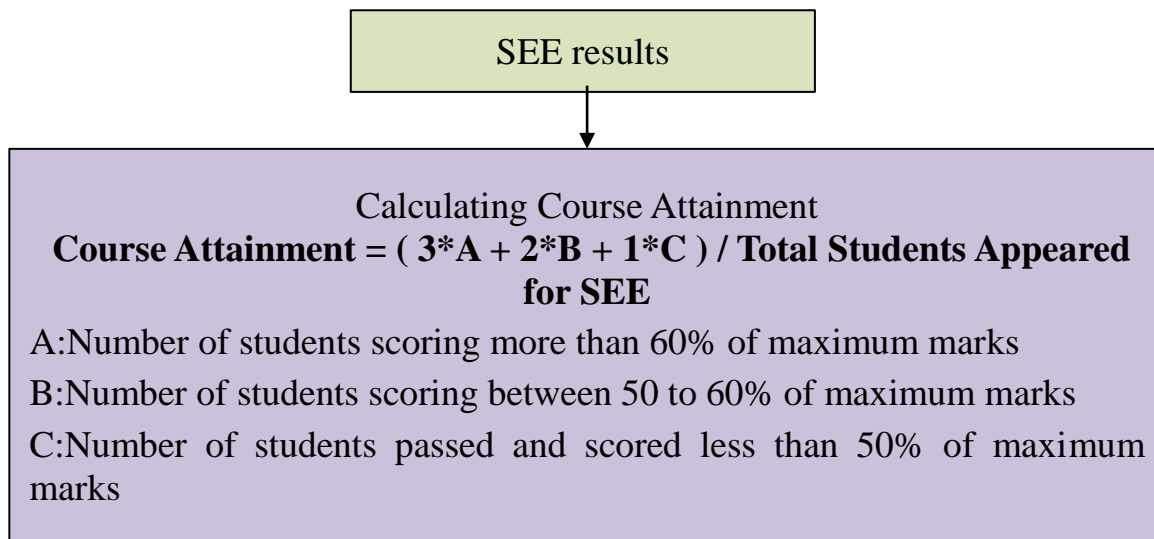 SEE results
Calculating Course Attainment
Course Attainment = ( 3*A + 2*B + 1*C ) / Total Students Appeared
for SEE
A:Number of students scoring more than 60% of maximum marks
B:Number of students scoring between 50 to 60% of maximum marks
C:Number of students passed and scored less than 50% of maximum
marks